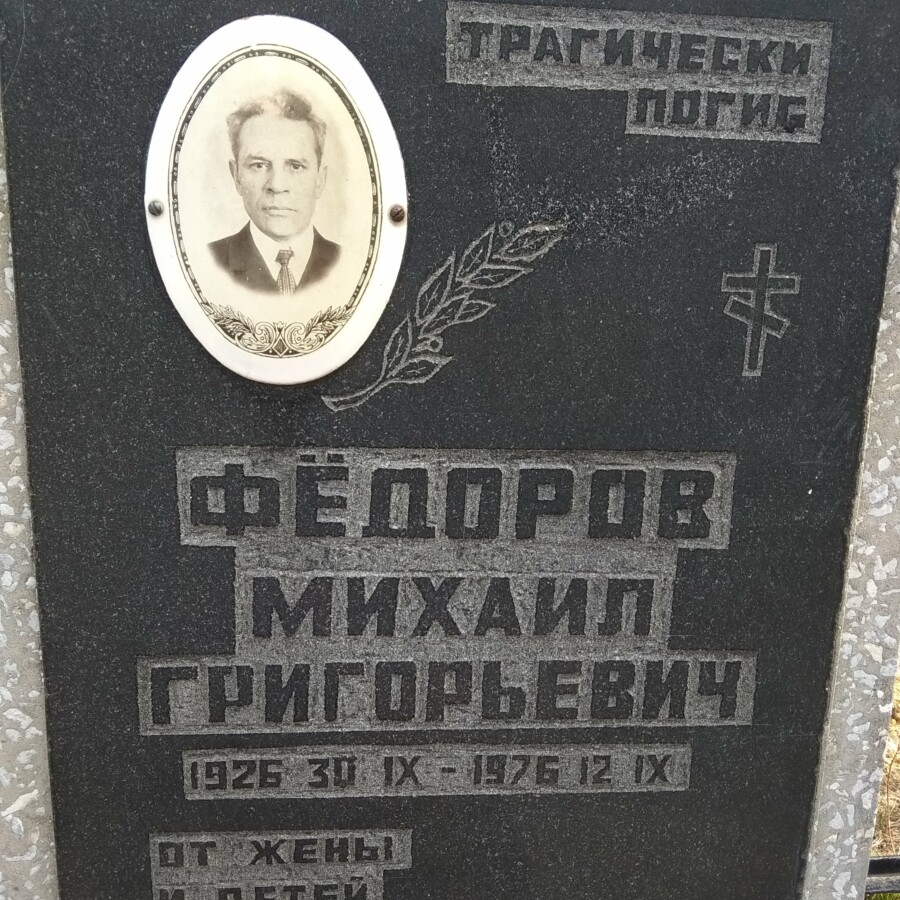 ТРАГИЧЕСКИ
ПОГИБ
ФЁДОРОВ
МИХАИЛ
ГРИГОРЬЕВИЧ
1926 30 IX - 1976 12 IX
ОТ ЖЕНЫ
И ДЕТЕЙ